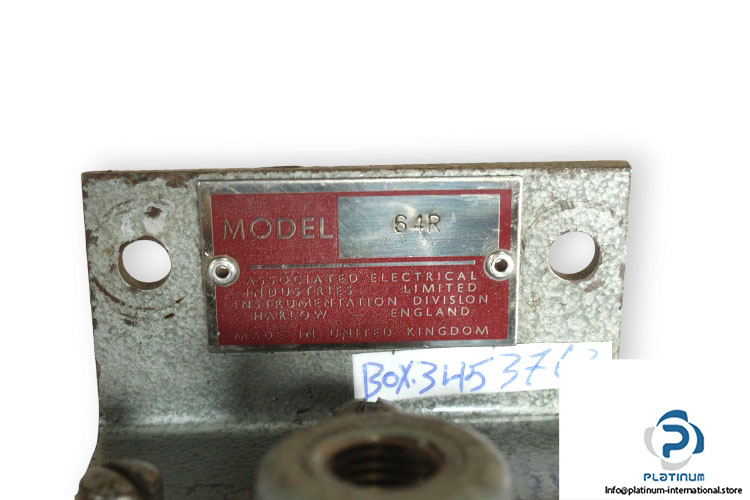 MODEL 64R
ASSOCIATED ELECTRICAL
INDUSTRIES LIMITED
INSTRUMENTATION DIVISION
HARLOW - ENGLAND
MADE IN UNITED KINGDOM
BOX.3453
PLATINUM
Info@platinum-international.store